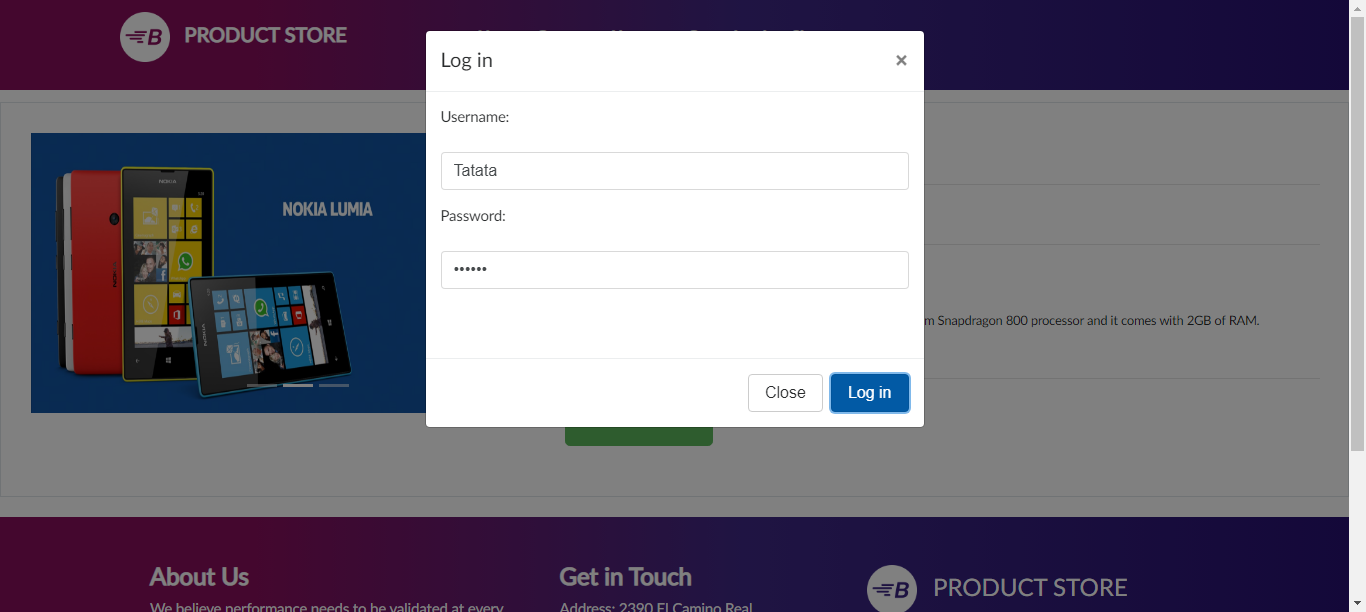 PRODUCT STORE
Log in
×
Username:
Tatata
Password:
••••••
Close
Log in
NOKIA LUMIA
m Snapdragon 800 processor and it comes with 2GB of RAM.
About Us
We believe performance needs to be validated at every
Get in Touch
Address: 2390 El Camino Real
B
PRODUCT STORE